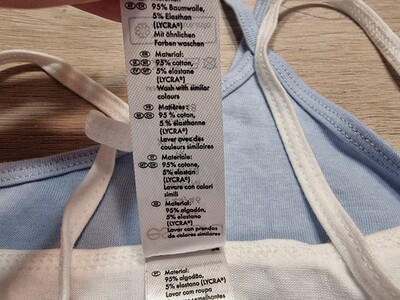 95% Baumwolle,
5% Elasthan
(LYCRA®)
Mit ähnlichen
Farben waschen
Material:
95% cotton,
5% elastane
(LYCRA®)
Wash with similar
colours
Matière:
95 % coton,
5 % élasthanne
(LYCRA®)
Laver avec des
couleurs similaires
Materiale:
95% cotone,
5% elastan
(LYCRA®)
Lavare con colori
simili
Material:
95% algodón,
5% elastano
(LYCRA®)
Lavar con prendas
de colores similares
Material:
95% algodão,
5% elastano (LYCRA®)
Lavar com roupa
semelhantes